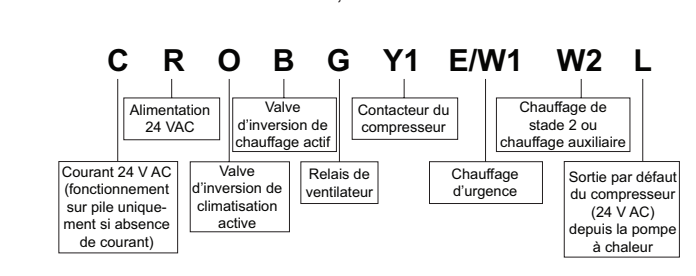 C R O B G Y1 E/W1 W2 L
Alimentation
24 VAC
Valve
d'inversion de
chauffage actif
Contacteur du
compresseur
Chauffage de
stade 2 ou
chauffage auxiliaire
Courant 24 V AC
(fonctionnement
sur pile unique-
ment si absence
de courant)
Valve
d'inversion de
climatisation
active
Relais de
ventilateur
Chauffage
d'urgence
Sortie par défaut
du compresseur
(24 V AC)
depuis la pompe
à chaleur